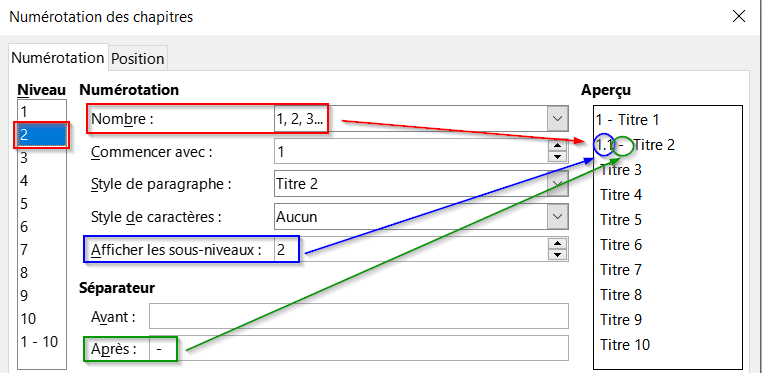 Numérotation des chapitres
Numérotation Position
Niveau
1
2
3
4
5
6
7
8
9
10
1 - 10
Numérotation
Nombre : 1, 2, 3...
Commencer avec : 1
Style de paragraphe : Titre 2
Style de caractères : Aucun
Afficher les sous-niveaux : 2
Séparateur
Avant :
Après : -
Aperçu
1 - Titre 1
1.1 - Titre 2
Titre 3
Titre 4
Titre 5
Titre 6
Titre 7
Titre 8
Titre 9
Titre 10